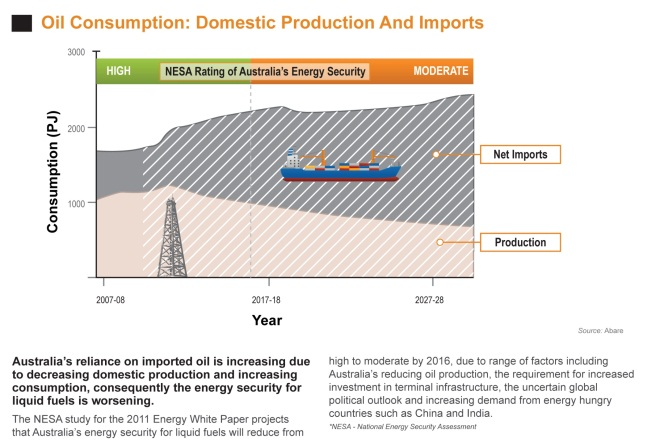 Oil Consumption: Domestic Production And Imports
3000
HIGH
NESA Rating of Australia's Energy Security
MODERATE
2000
1000
Consumption (PJ)
Net Imports
Production
2007-08
2017-18
2027-28
Year
Source: Abare
Australia's reliance on imported oil is increasing due
to decreasing domestic production and increasing
consumption, consequently the energy security for
liquid fuels is worsening.
The NESA study for the 2011 Energy White Paper projects
that Australia's energy security for liquid fuels will reduce from
high to moderate by 2016, due to range of factors including
Australia's reducing oil production, the requirement for increased
investment in terminal infrastructure, the uncertain global
political outlook and increasing demand from energy hungry
countries such as China and India.
*NESA - National Energy Security Assessment